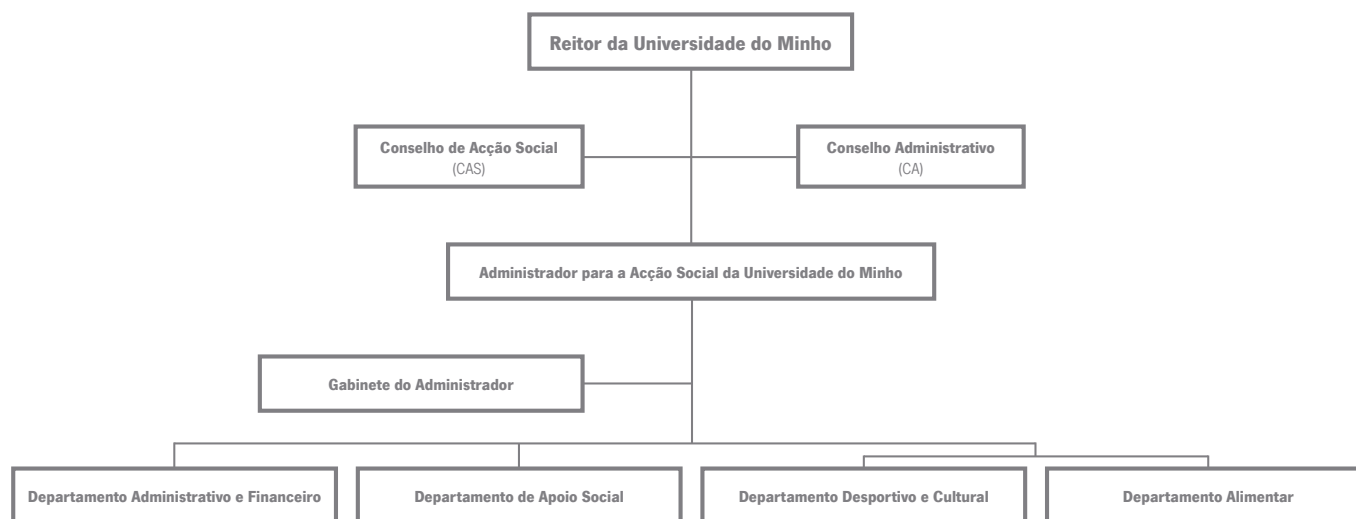 Reitor da Universidade do Minho
Conselho de Acção Social
(CAS)
Conselho Administrativo
(CA)
Administrador para a Acção Social da Universidade do Minho
Gabinete do Administrador
Departamento Administrativo e Financeiro
Departamento de Apoio Social
Departamento Desportivo e Cultural
Departamento Alimentar